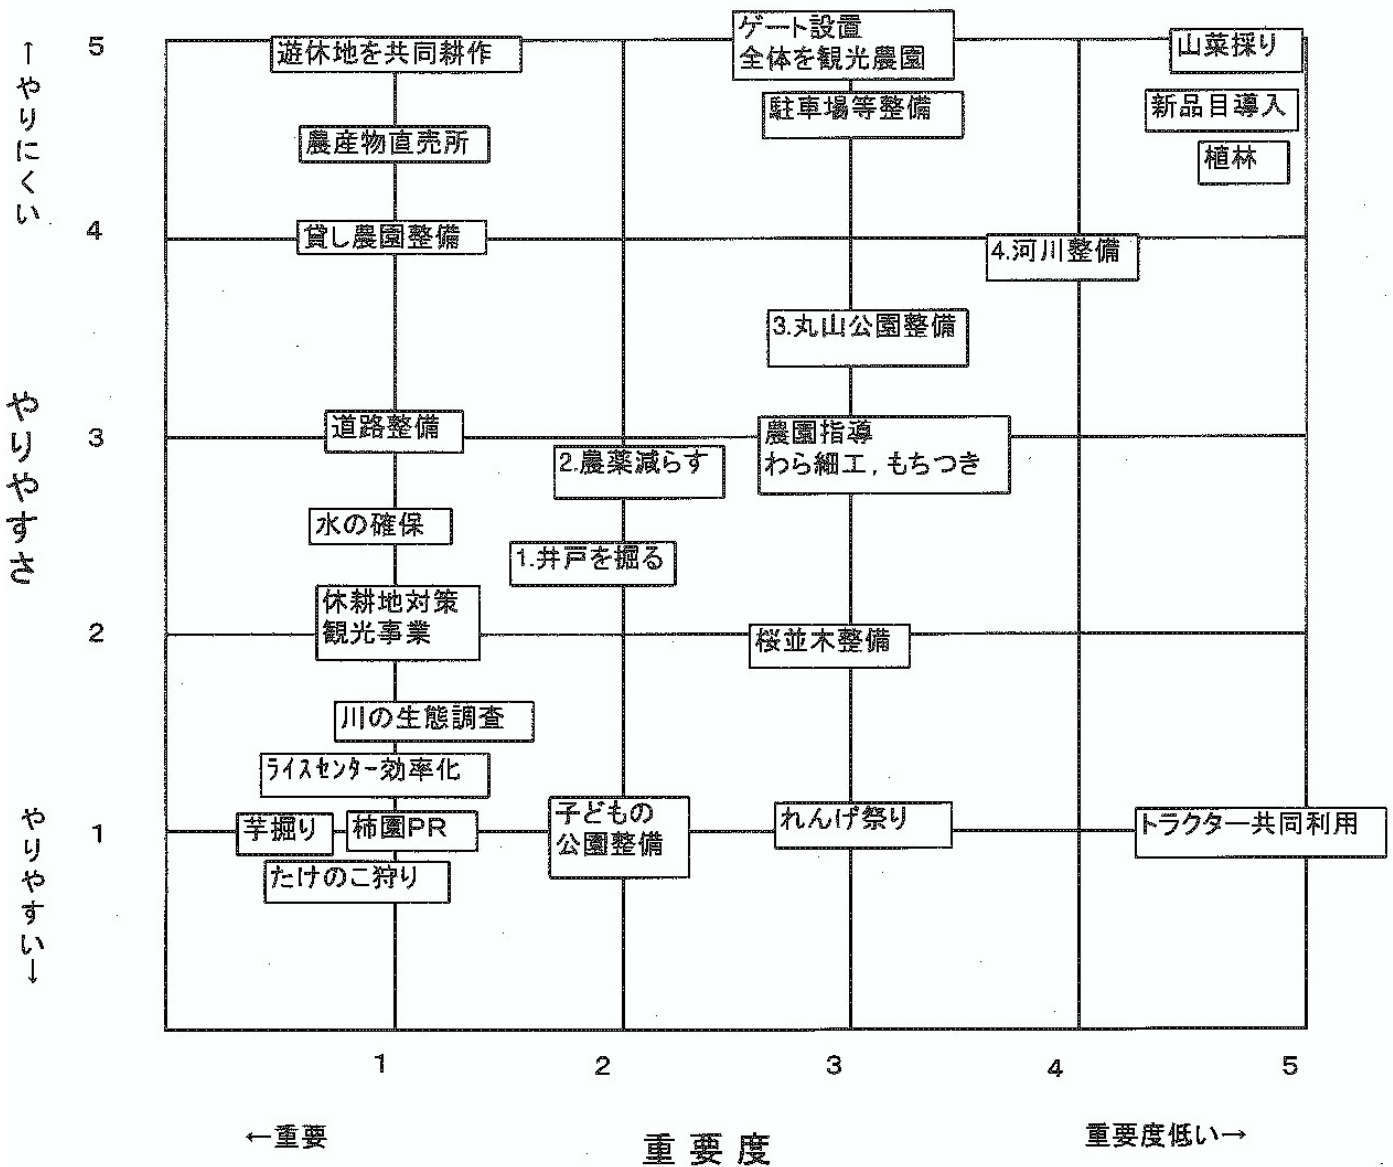 ↑やりにくい
やりやすさ
やりやすい↓
5
4
3
2
1
遊休地を共同耕作
ゲート設置
全体を観光農園
山菜採り
駐車場等整備
新品目導入
農産物直売所
植林
貸し農園整備
4.河川整備
3.丸山公園整備
道路整備
農園指導
わら細工，もちつき
2.農薬減らす
水の確保
1.井戸を掘る
休耕地対策
観光事業
桜並木整備
川の生態調査
ライスセンター効率化
芋掘り
柿園PR
子どもの
公園整備
れんげ祭り
トラクター共同利用
たけのこ狩り
1
2
3
4
5
←重要
重要度
重要度低い→